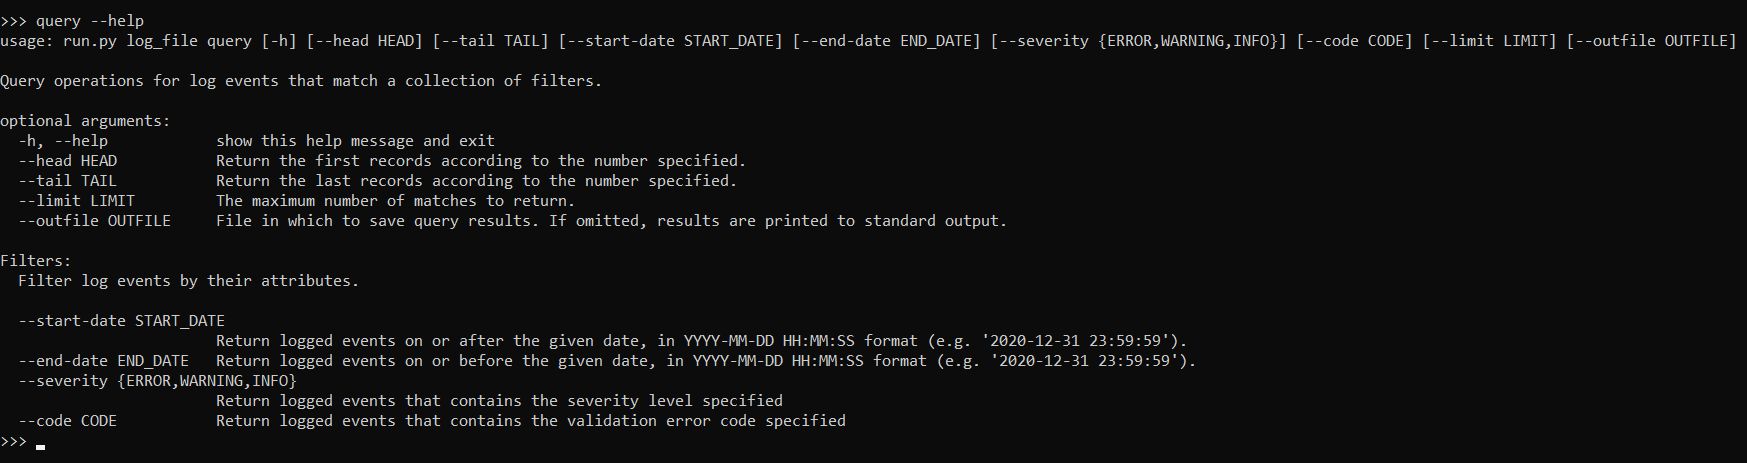 >>> query --help
usage: run.py log_file query [-h] [--head HEAD] [--tail TAIL] [--start-date START_DATE] [--end-date END_DATE] [--severity {ERROR,WARNING,INFO}] [--code CODE] [--limit LIMIT] [--outfile OUTFILE]
Query operations for log events that match a collection of filters.
optional arguments:
-h, --help show this help message and exit
--head HEAD Return the first records according to the number specified.
--tail TAIL Return the last records according to the number specified.
--limit LIMIT The maximum number of matches to return.
--outfile OUTFILE File in which to save query results. If omitted, results are printed to standard output.
Filters:
Filter log events by their attributes.
--start-date START_DATE
Return logged events on or after the given date, in YYYY-MM-DD HH:MM:SS format (e.g. '2020-12-31 23:59:59').
--end-date END_DATE Return logged events on or before the given date, in YYYY-MM-DD HH:MM:SS format (e.g. '2020-12-31 23:59:59').
--severity {ERROR,WARNING,INFO}
Return logged events that contains the severity level specified
--code CODE Return logged events that contains the validation error code specified
>>>